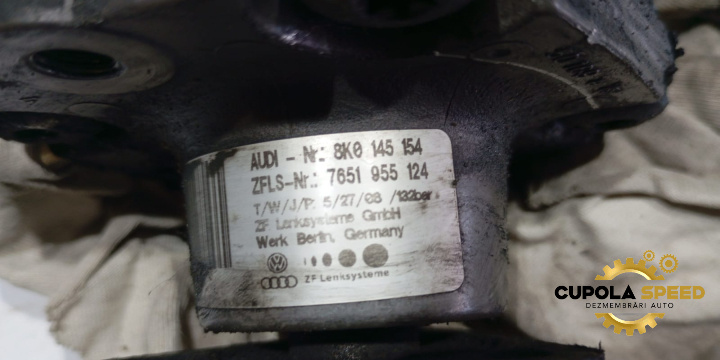 AUDI - Nr.: 8K0 145 154
ZFLS-Nr.: 7651 955 124
T/W/J/P: 5/27/08 /132bar
ZF Lenksysteme GmbH
Werk Berlin, Germany
ZF Lenksysteme
CUPOLA SPEED
DEZMEMBRĂRI AUTO